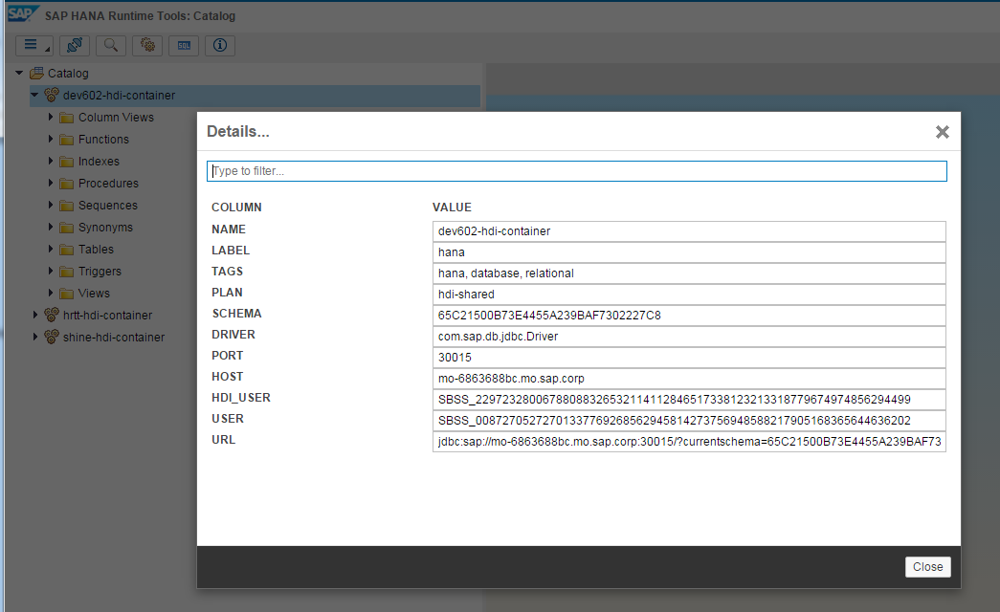 SAP SAP HANA Runtime Tools: Catalog
SQL
Catalog
dev602-hdi-container
Column Views
Functions
Indexes
Procedures
Sequences
Synonyms
Tables
Triggers
Views
hrtt-hdi-container
shine-hdi-container
Details...
Type to filter...
COLUMN VALUE
NAME dev602-hdi-container
LABEL hana
TAGS hana, database, relational
PLAN hdi-shared
SCHEMA 65C21500B73E4455A239BAF7302227C8
DRIVER com.sap.db.jdbc.Driver
PORT 30015
HOST mo-6863688bc.mo.sap.corp
HDI_USER SBSS_22972328006788088326532114112846517338123213318779674974856294499
USER SBSS_00872705272701337769268562945814273756948588217905168365644636202
URL jdbc:sap://mo-6863688bc.mo.sap.corp:30015/?currentschema=65C21500B73E4455A239BAF73
Close